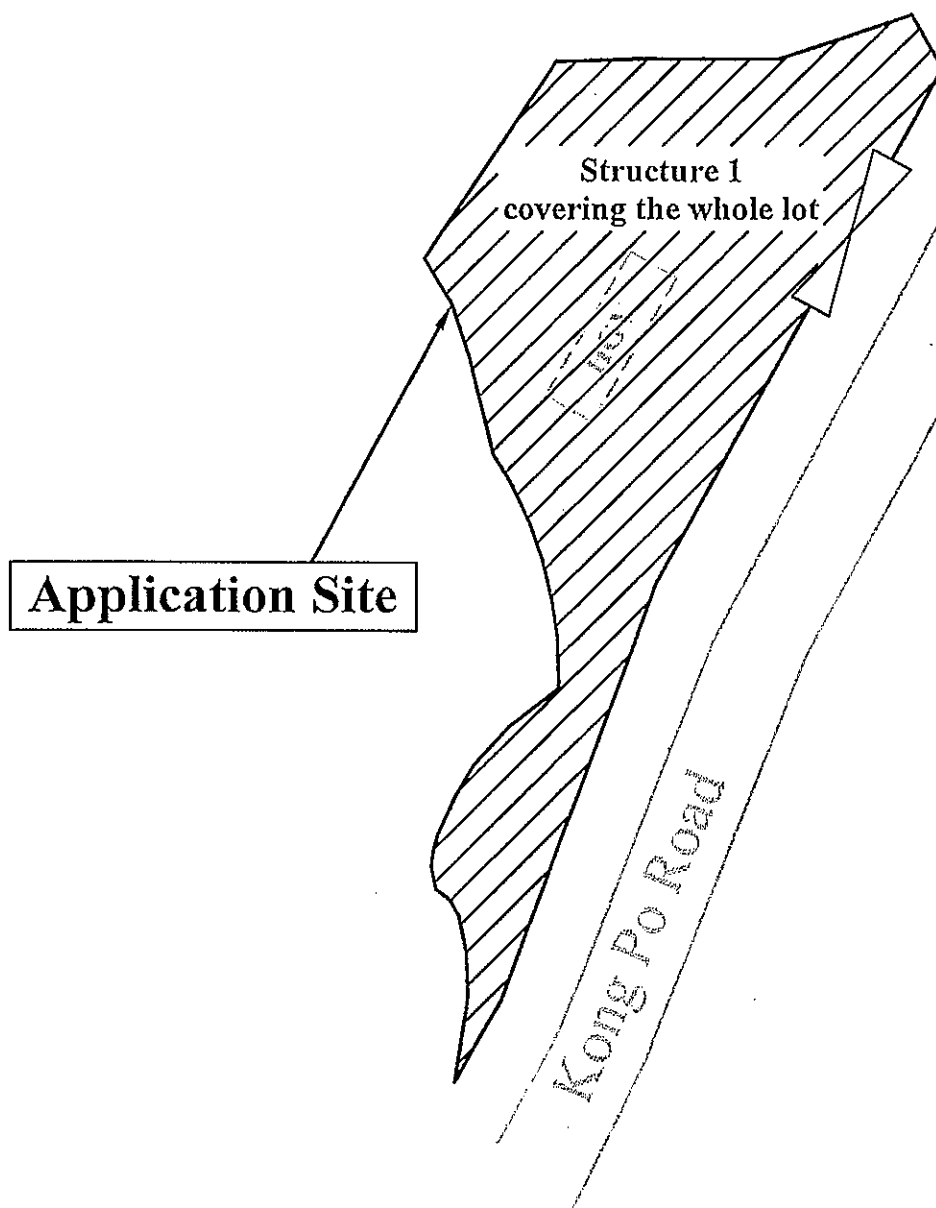 Structure 1
covering the whole lot
Application Site
Kong Po Road